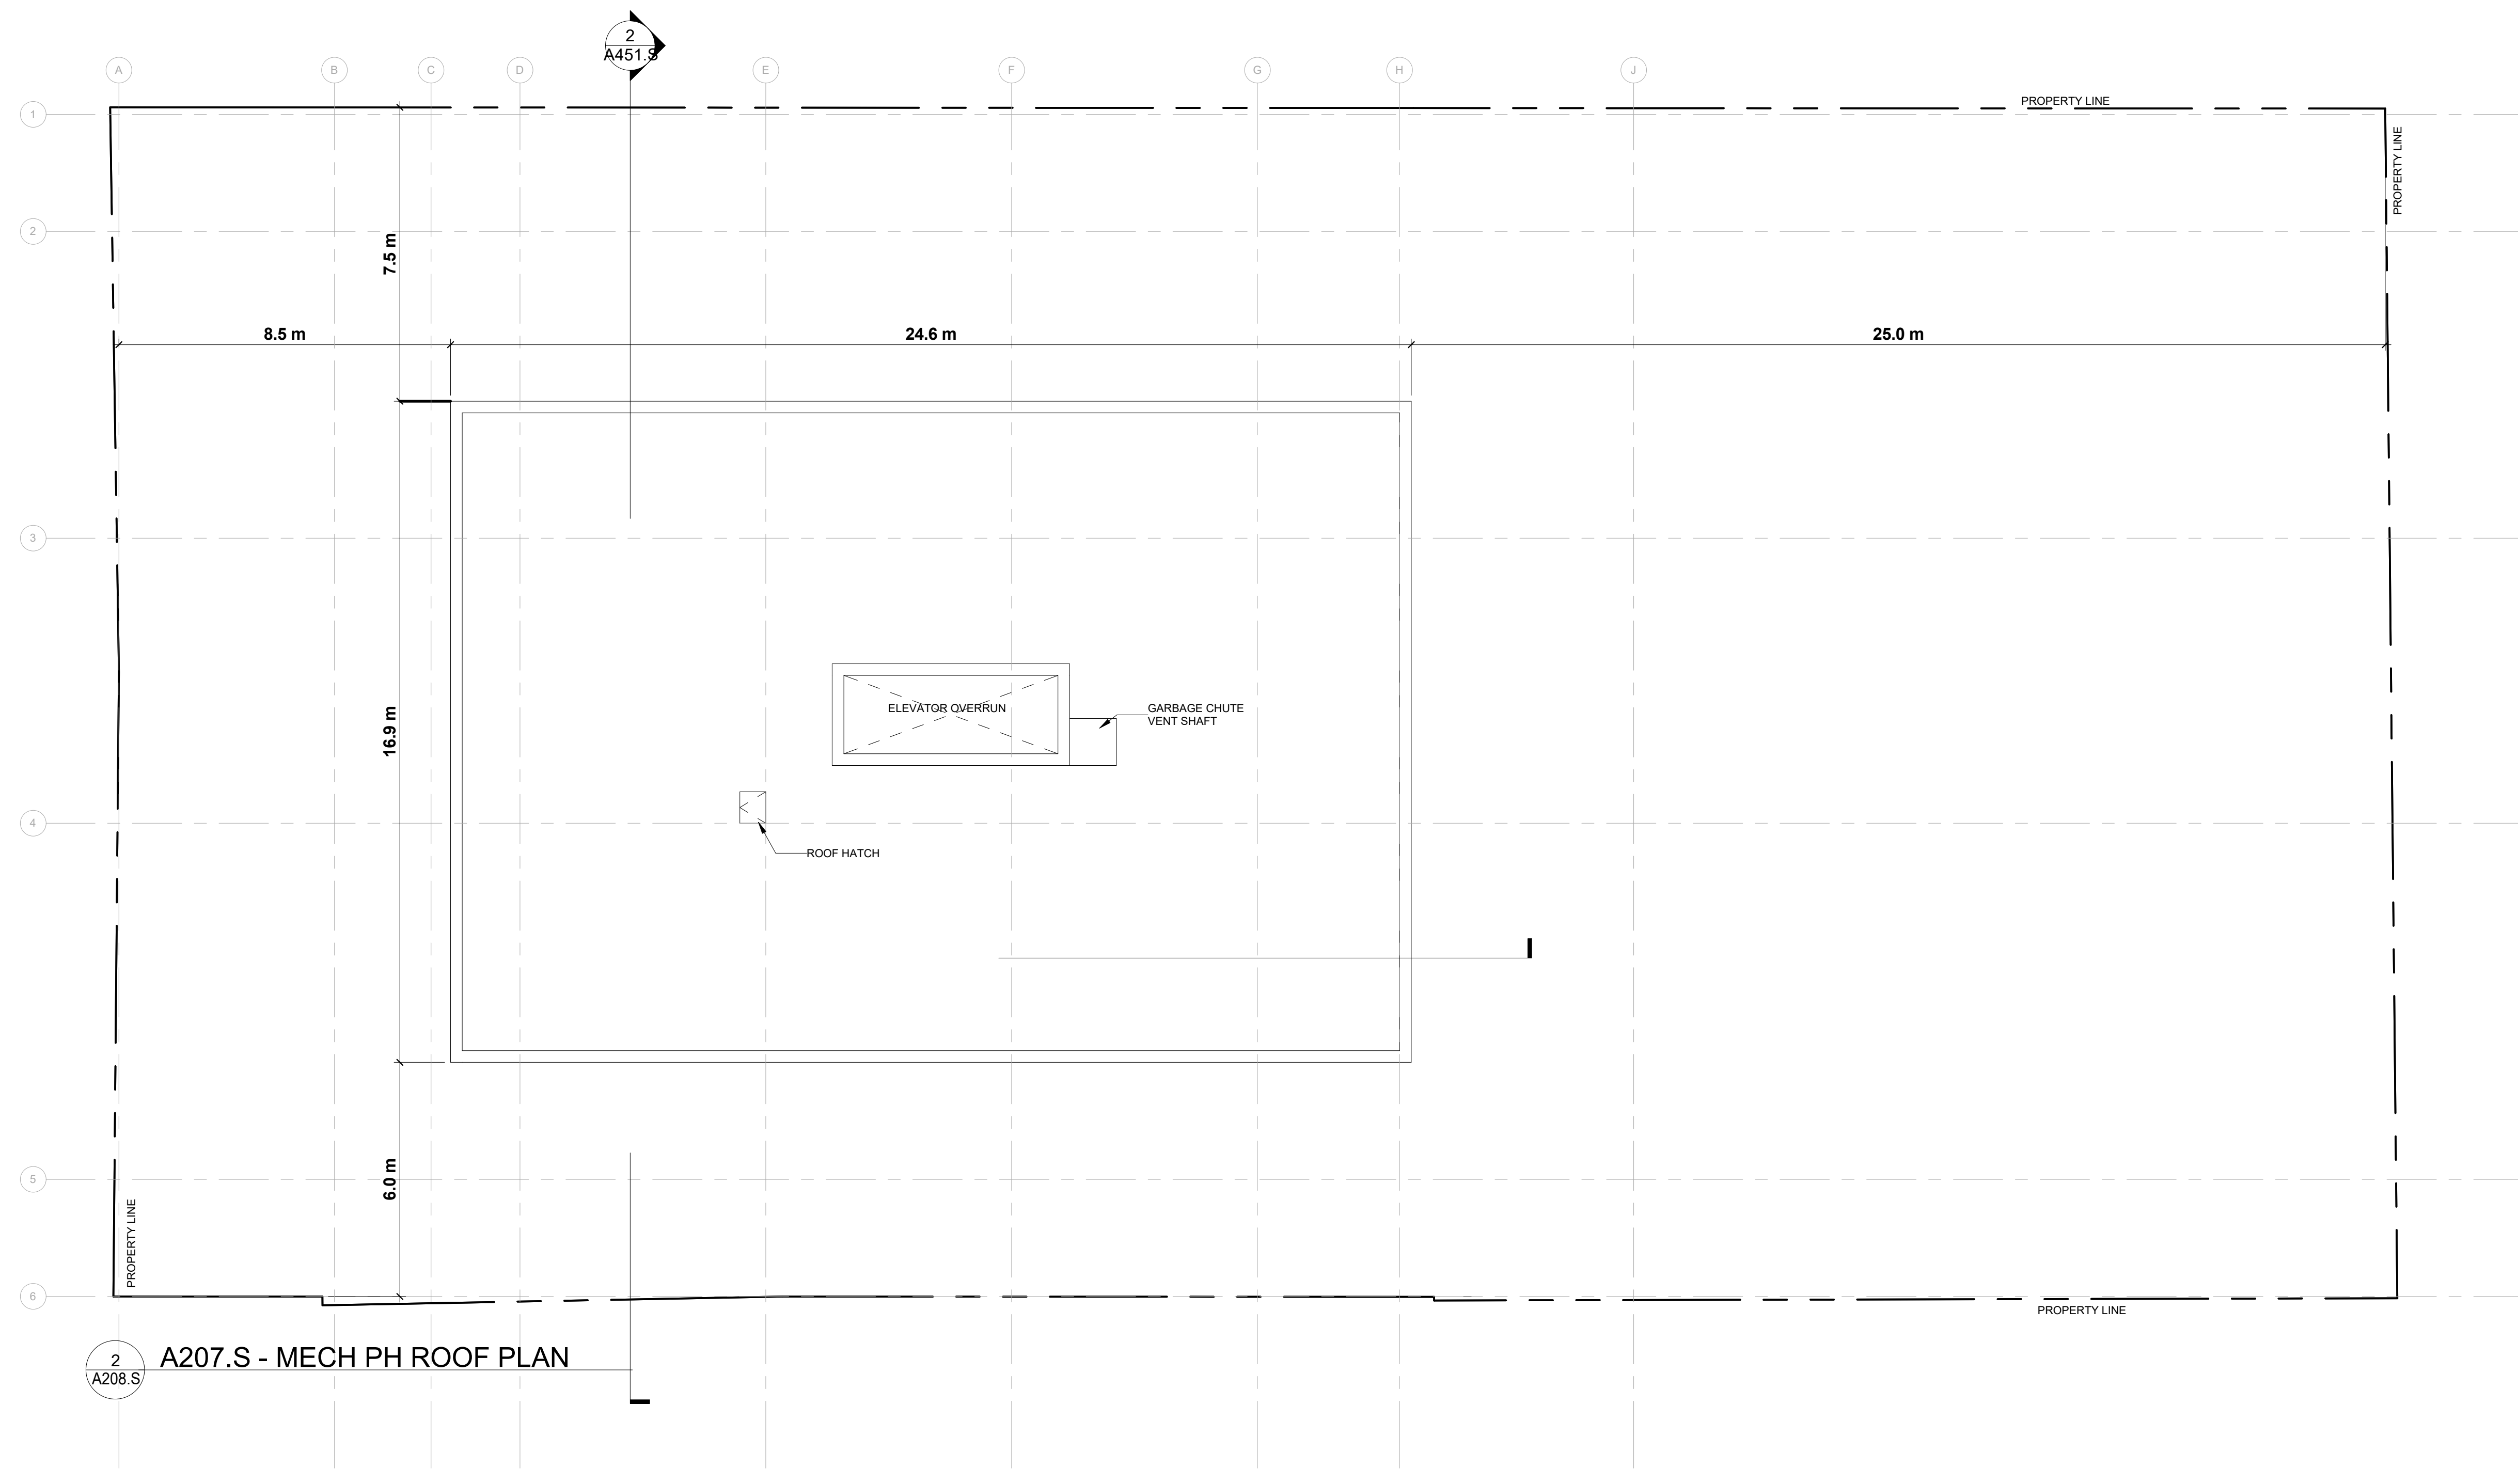 2
A451.S
A
B
C
D
E
F
G
H
J
PROPERTY LINE
1
PROPERTY LINE
2
7.5 m
8.5 m
24.6 m
25.0 m
3
ELEVATOR OVERRUN
GARBAGE CHUTE
VENT SHAFT
16.9 m
4
ROOF HATCH
5
6.0 m
PROPERTY LINE
6
PROPERTY LINE
2
A208.S
A207.S - MECH PH ROOF PLAN